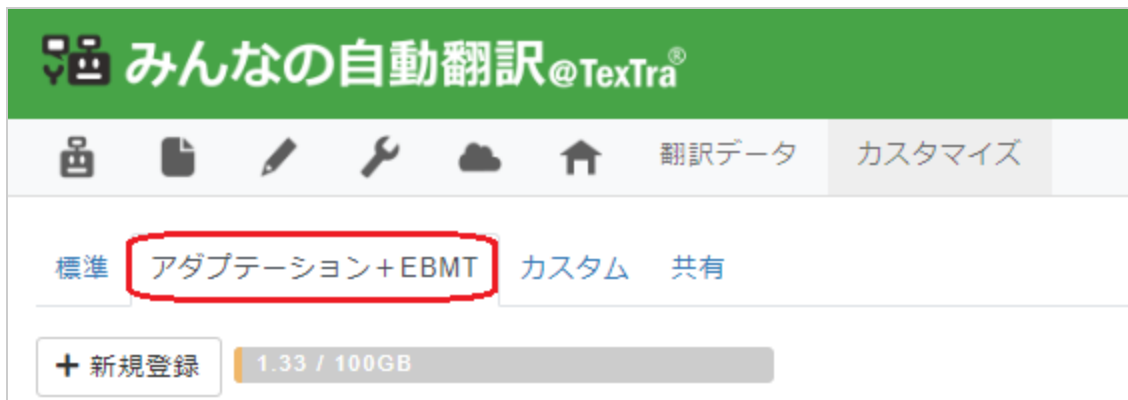 みんなの自動翻訳@TexTra®
翻訳データ カスタマイズ
標準 アダプテーション+EBMT カスタム 共有
+ 新規登録 1.33 / 100GB